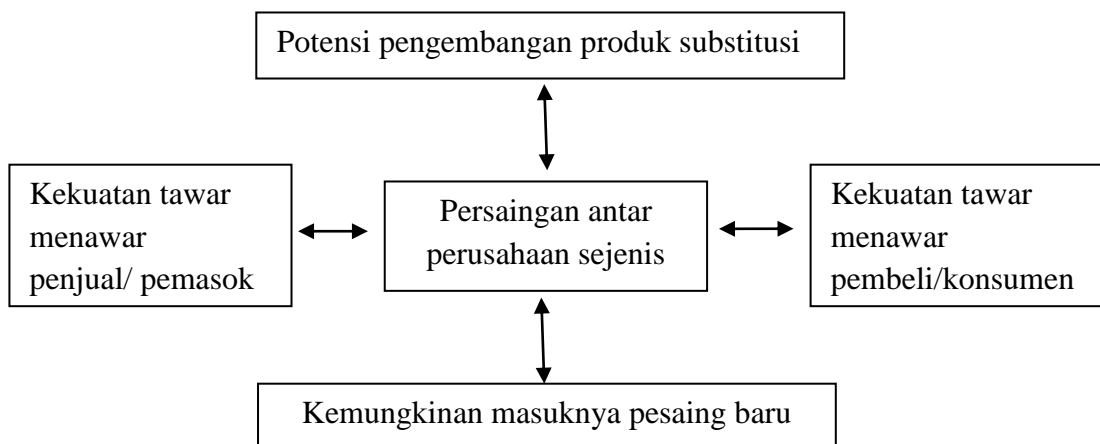 Potensi pengembangan produk substitusi
Kekuatan tawar
menawar
penjual/ pemasok
Persaingan antar
perusahaan sejenis
Kekuatan tawar
menawar
pembeli/konsumen
Kemungkinan masuknya pesaing baru